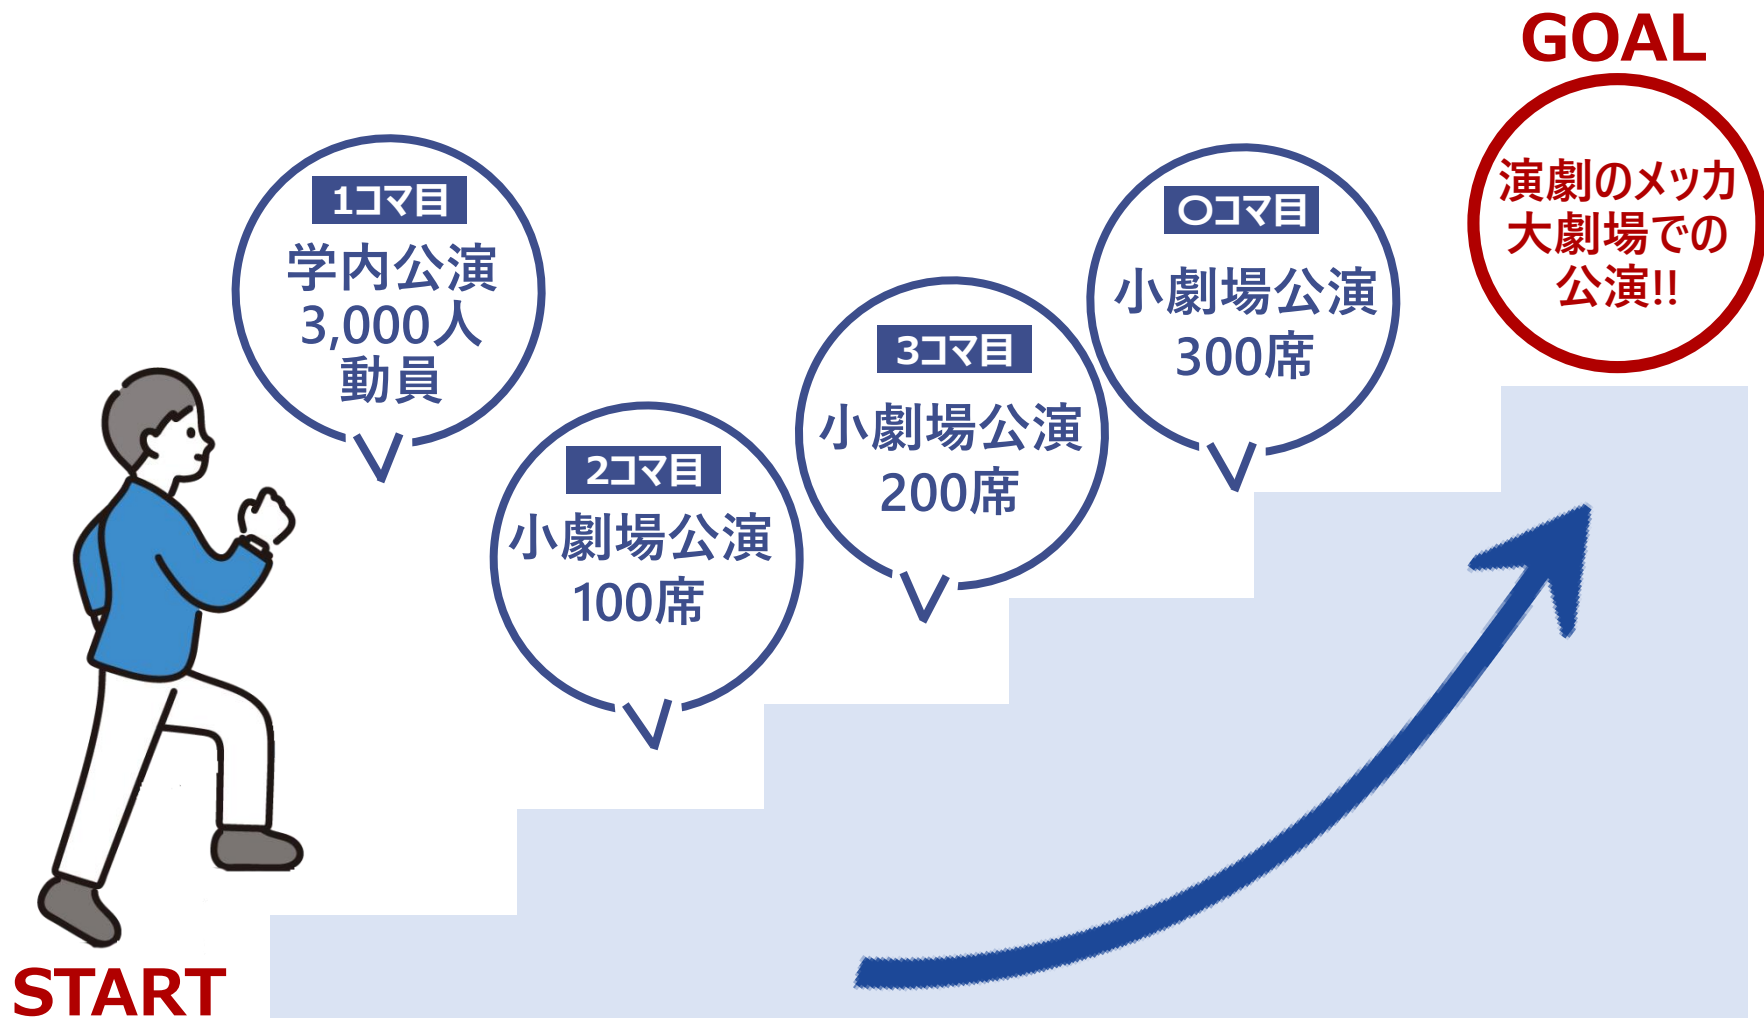 START
1コマ目
学内公演
3,000人
動員
2コマ目
小劇場公演
100席
3コマ目
小劇場公演
200席
〇コマ目
小劇場公演
300席
GOAL
演劇のメッカ
大劇場での
公演!!